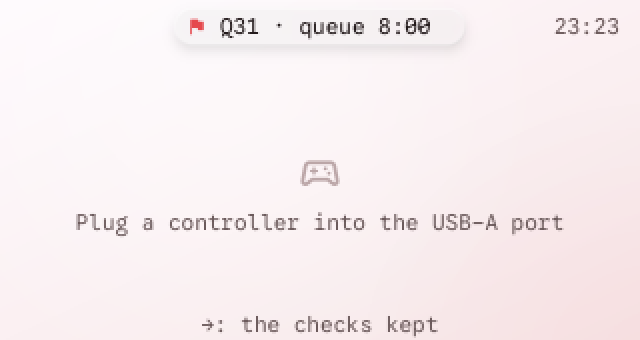 Q31 · queue 8:00
23:23
Plug a controller into the USB-A port
→: the checks kept